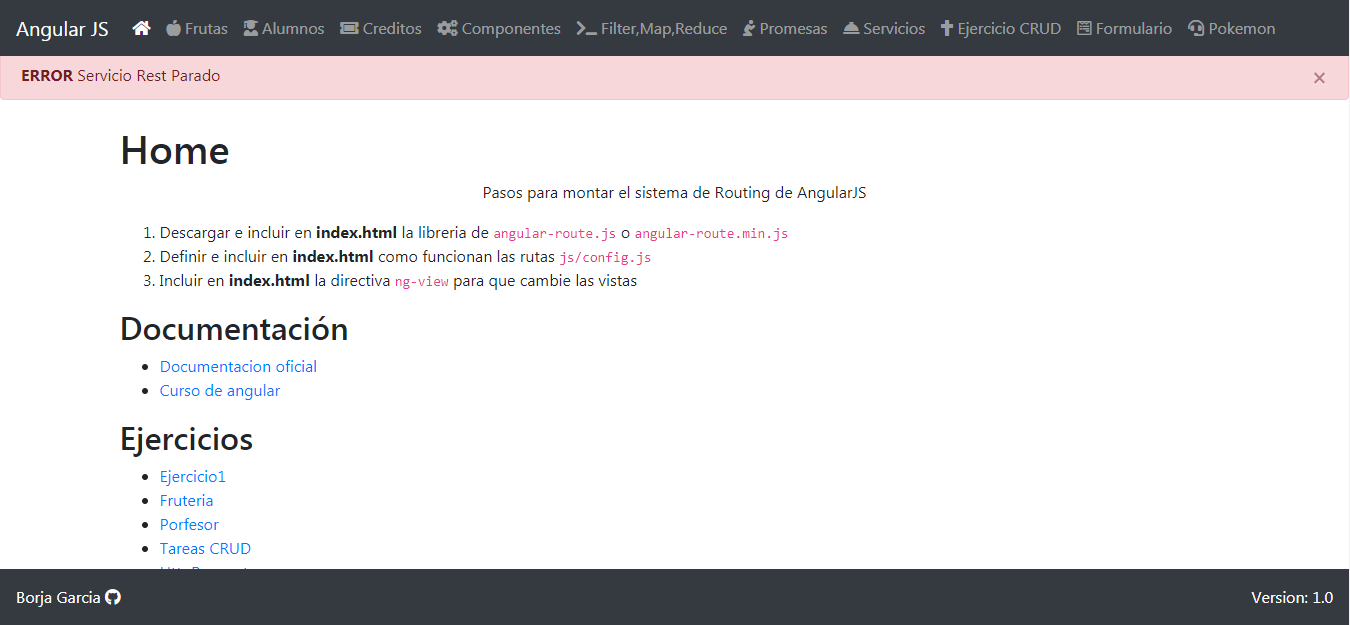 Angular JS Frutas Alumnos Creditos Componentes Filter,Map,Reduce Promesas Servicios Ejercicio CRUD Formulario Pokemon
ERROR Servicio Rest Parado ×
Home
Pasos para montar el sistema de Routing de AngularJS
1. Descargar e incluir en index.html la libreria de angular-route.js o angular-route.min.js
2. Definir e incluir en index.html como funcionan las rutas js/config.js
3. Incluir en index.html la directiva ng-view para que cambie las vistas
Documentación
Documentacion oficial
Curso de angular
Ejercicios
Ejercicio1
Fruteria
Porfesor
Tareas CRUD
Borja Garcia Version: 1.0